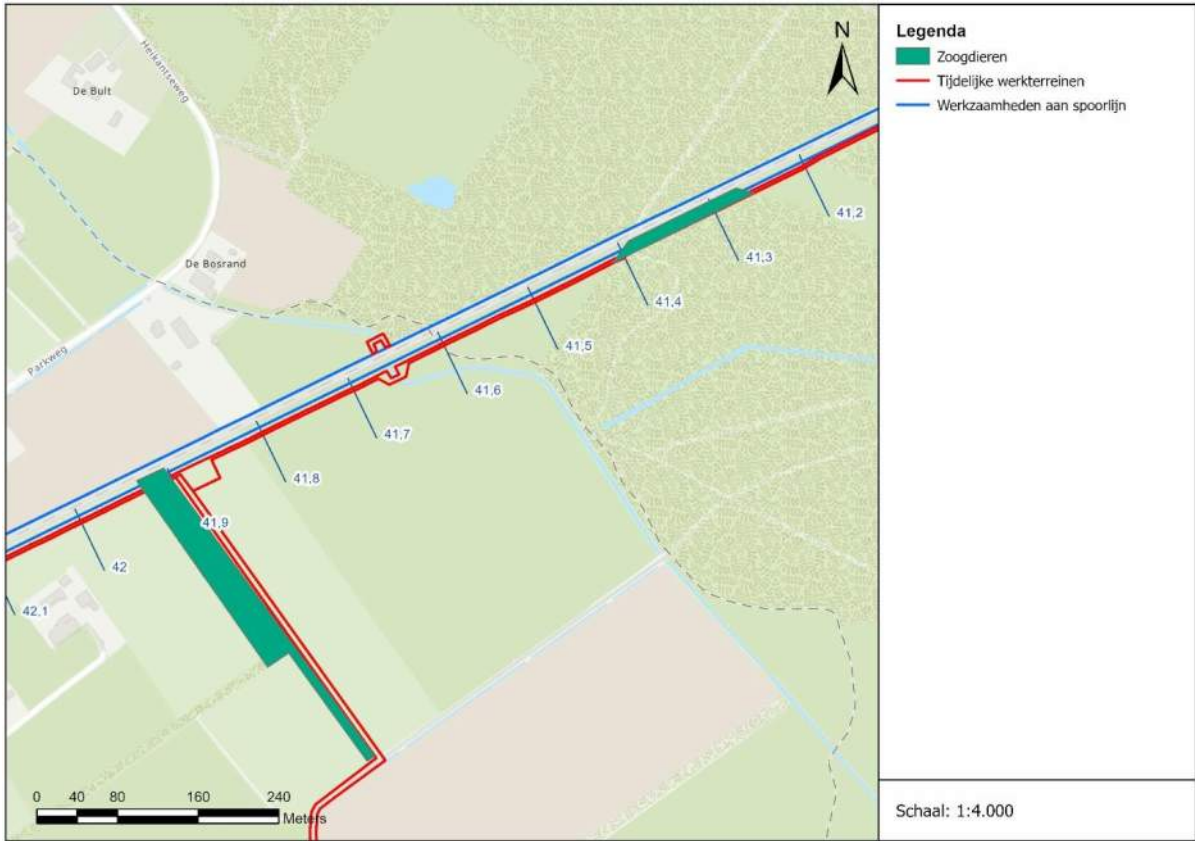 Legenda
Zoogdieren
Tijdelijke werkterreinen
Werkzaamheden aan spoorlijn
N
De Bult
Heikantseweg
De Bosrand
Parkweg
41,2
41,3
41,4
41,5
41,6
41,7
41,8
41,9
42
42,1
0 40 80 160 240
Meters
Schaal: 1:4.000